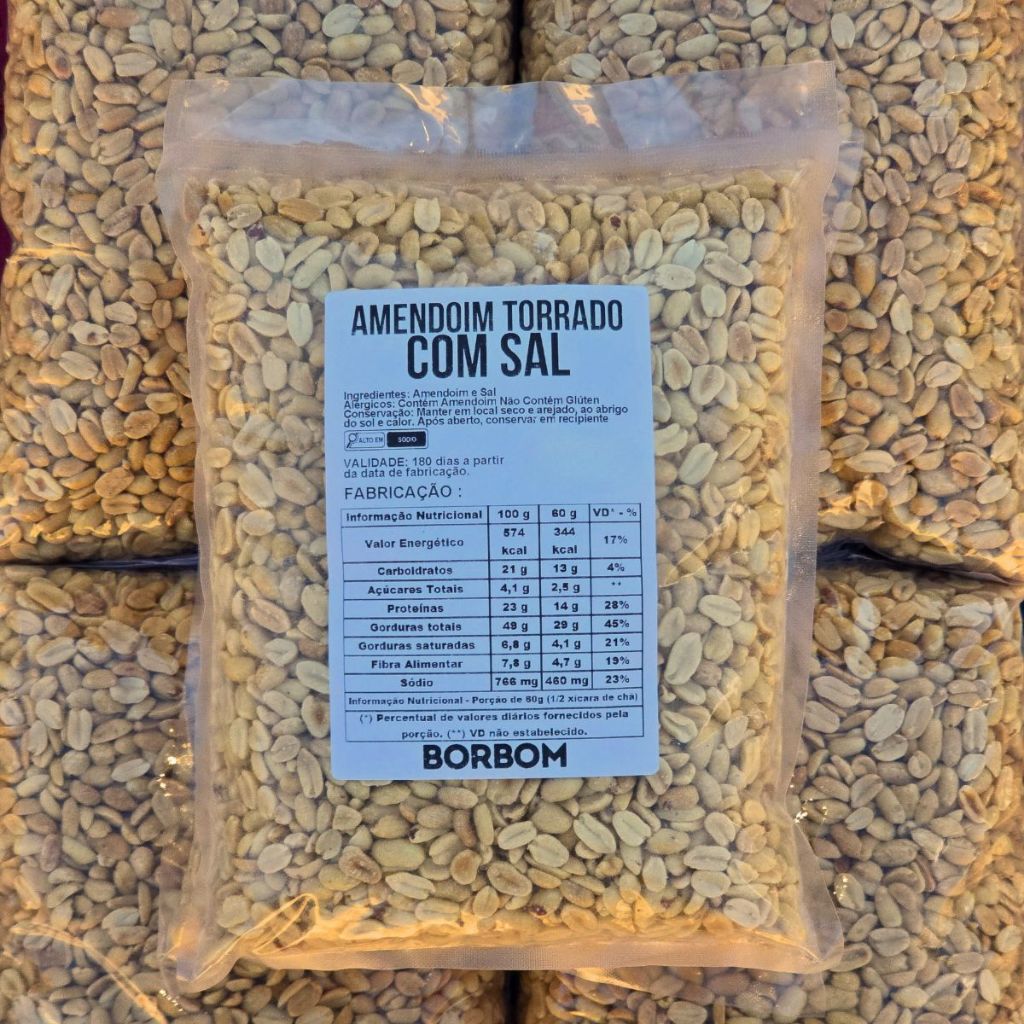 AMENDOIM TORRADO
COM SAL
Ingredientes: Amendoim e Sal
Alérgicos: Contém Amendoim Não Contém Glúten
Conservação: Manter em local seco e arejado, ao abrigo
do sol e calor. Após aberto, conservar em recipiente
ALTO EM SÓDIO
VALIDADE: 180 dias a partir
da data de fabricação.
FABRICAÇÃO :
Informação Nutricional 100 g 60 g VD* - %
Valor Energético 574 kcal 344 kcal 17%
Carboidratos 21 g 13 g 4%
Açúcares Totais 4,1 g 2,5 g **
Proteínas 23 g 14 g 28%
Gorduras totais 49 g 29 g 45%
Gorduras saturadas 6,8 g 4,1 g 21%
Fibra Alimentar 7,8 g 4,7 g 19%
Sódio 766 mg 460 mg 23%
Informação Nutricional - Porção de 60g (1/2 xícara de chá)
(*) Percentual de valores diários fornecidos pela
porção. (**) VD não estabelecido.
BORBOM